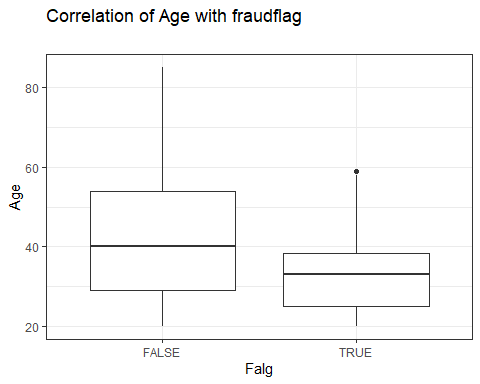 Correlation of Age with fraudflag
80
60
40
20
Age
FALSE
TRUE
Falg